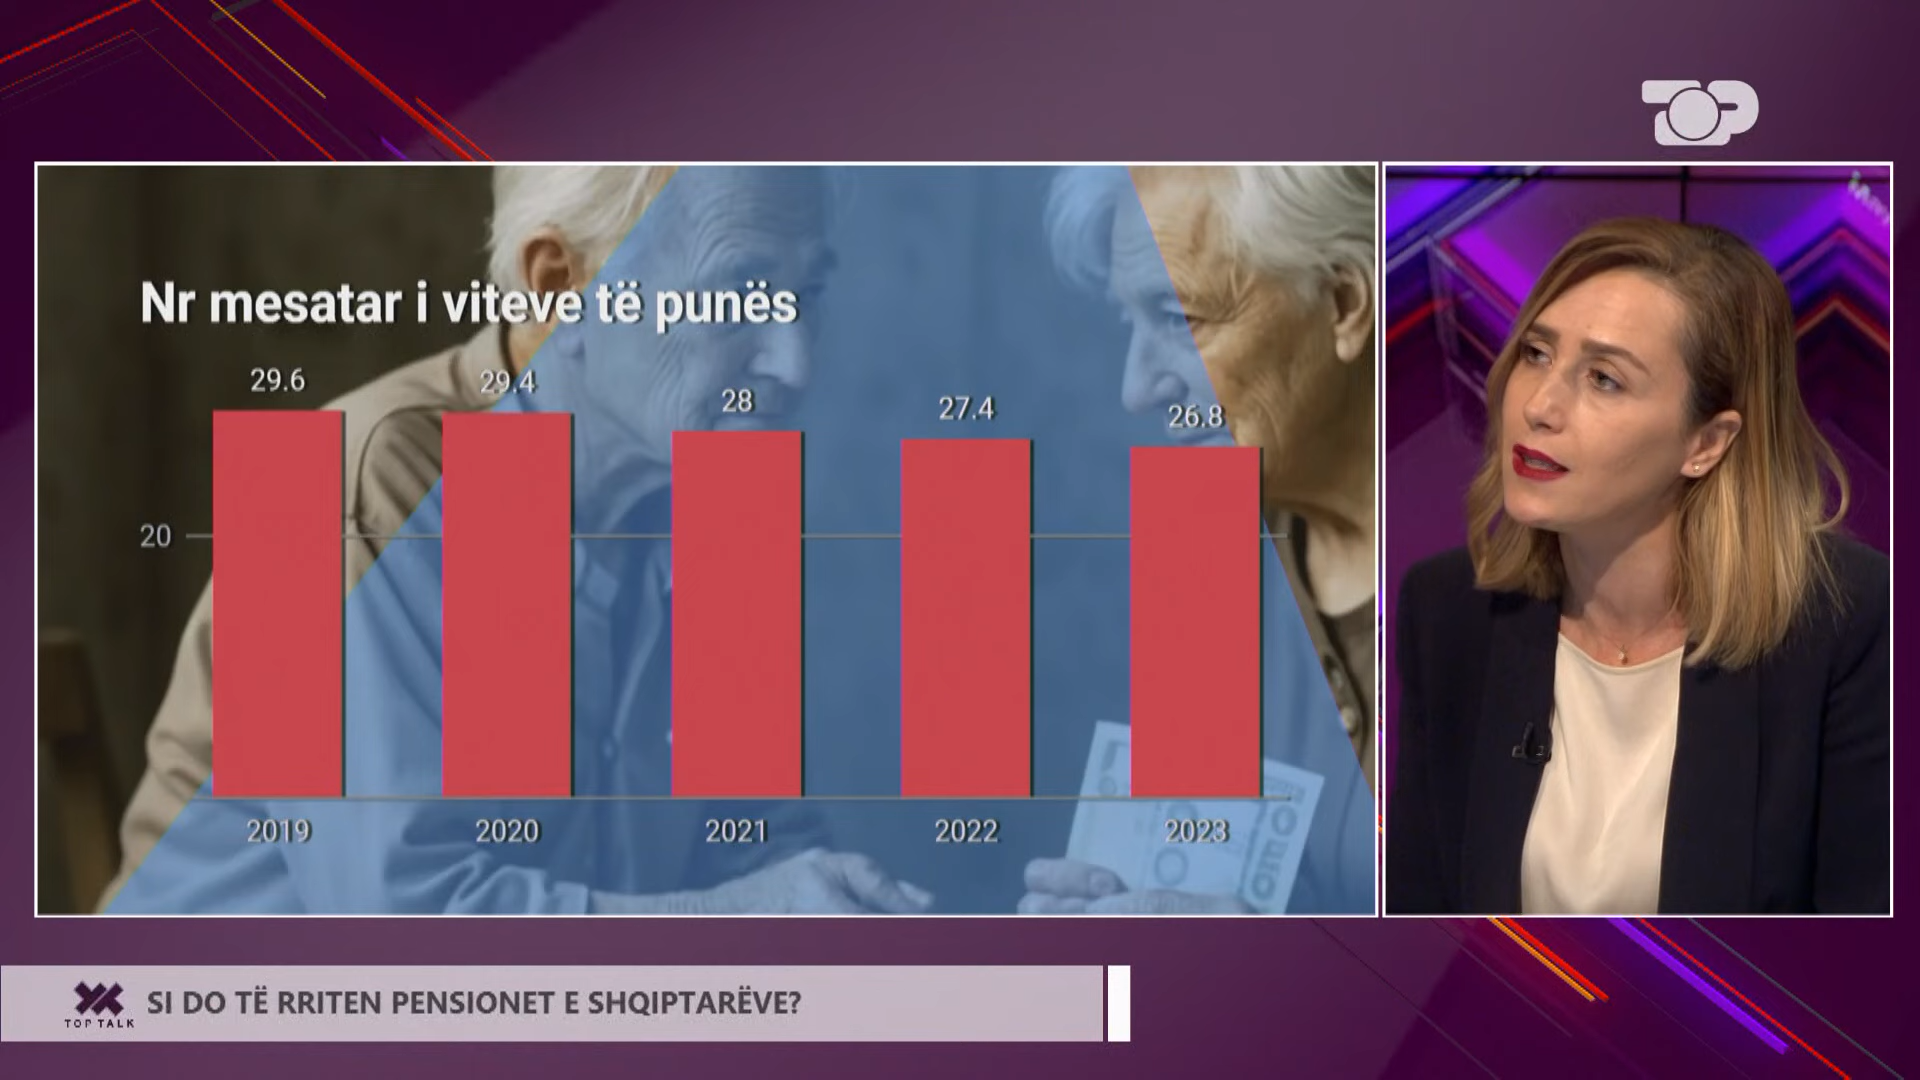 TOP
Nr mesatar i viteve të punës
29.6
29.4
28
27.4
26.8
20
2019
2020
2021
2022
2023
TOP TALK
SI DO TË RRITEN PENSIONET E SHQIPTARËVE?